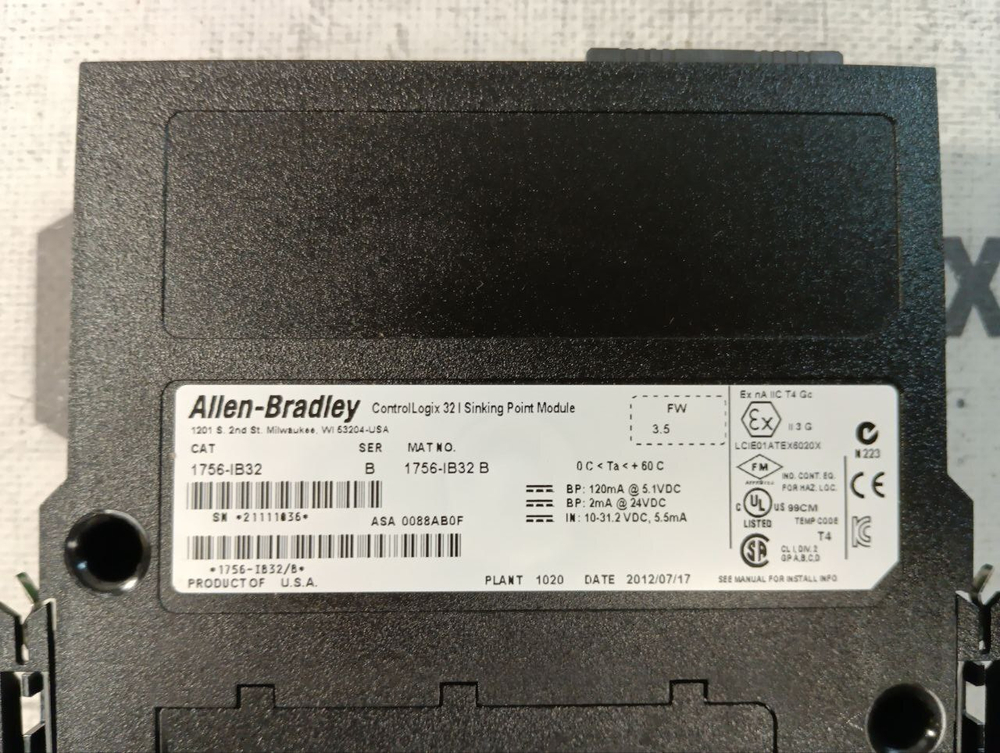 Allen-Bradley ControlLogix 32 I Sinking Point Module
1201 S. 2nd St. Milwaukee, WI 53204-USA
CAT SER MAT NO.
1756-IB32 B 1756-IB32 B
FW
3.5
0 C < Ta < + 60 C
BP: 120mA @ 5.1VDC
BP: 2mA @ 24VDC
IN: 10-31.2 VDC, 5.5mA
ASA 0088AB0F
*1756-IB32/B*
PRODUCT OF U.S.A.
PLANT 1020 DATE 2012/07/17
Ex nA IIC T4 Gc
Ex II 3 G
LCIE01ATEX6020X
FM
APPROVED
IND. CONT. EQ.
FOR HAZ. LOC.
C UL US 99CM
LISTED
TEMP CODE
T4
SA
CL I, DIV. 2
GP A,B,C,D
SEE MANUAL FOR INSTALL INFO
N223
CE
X